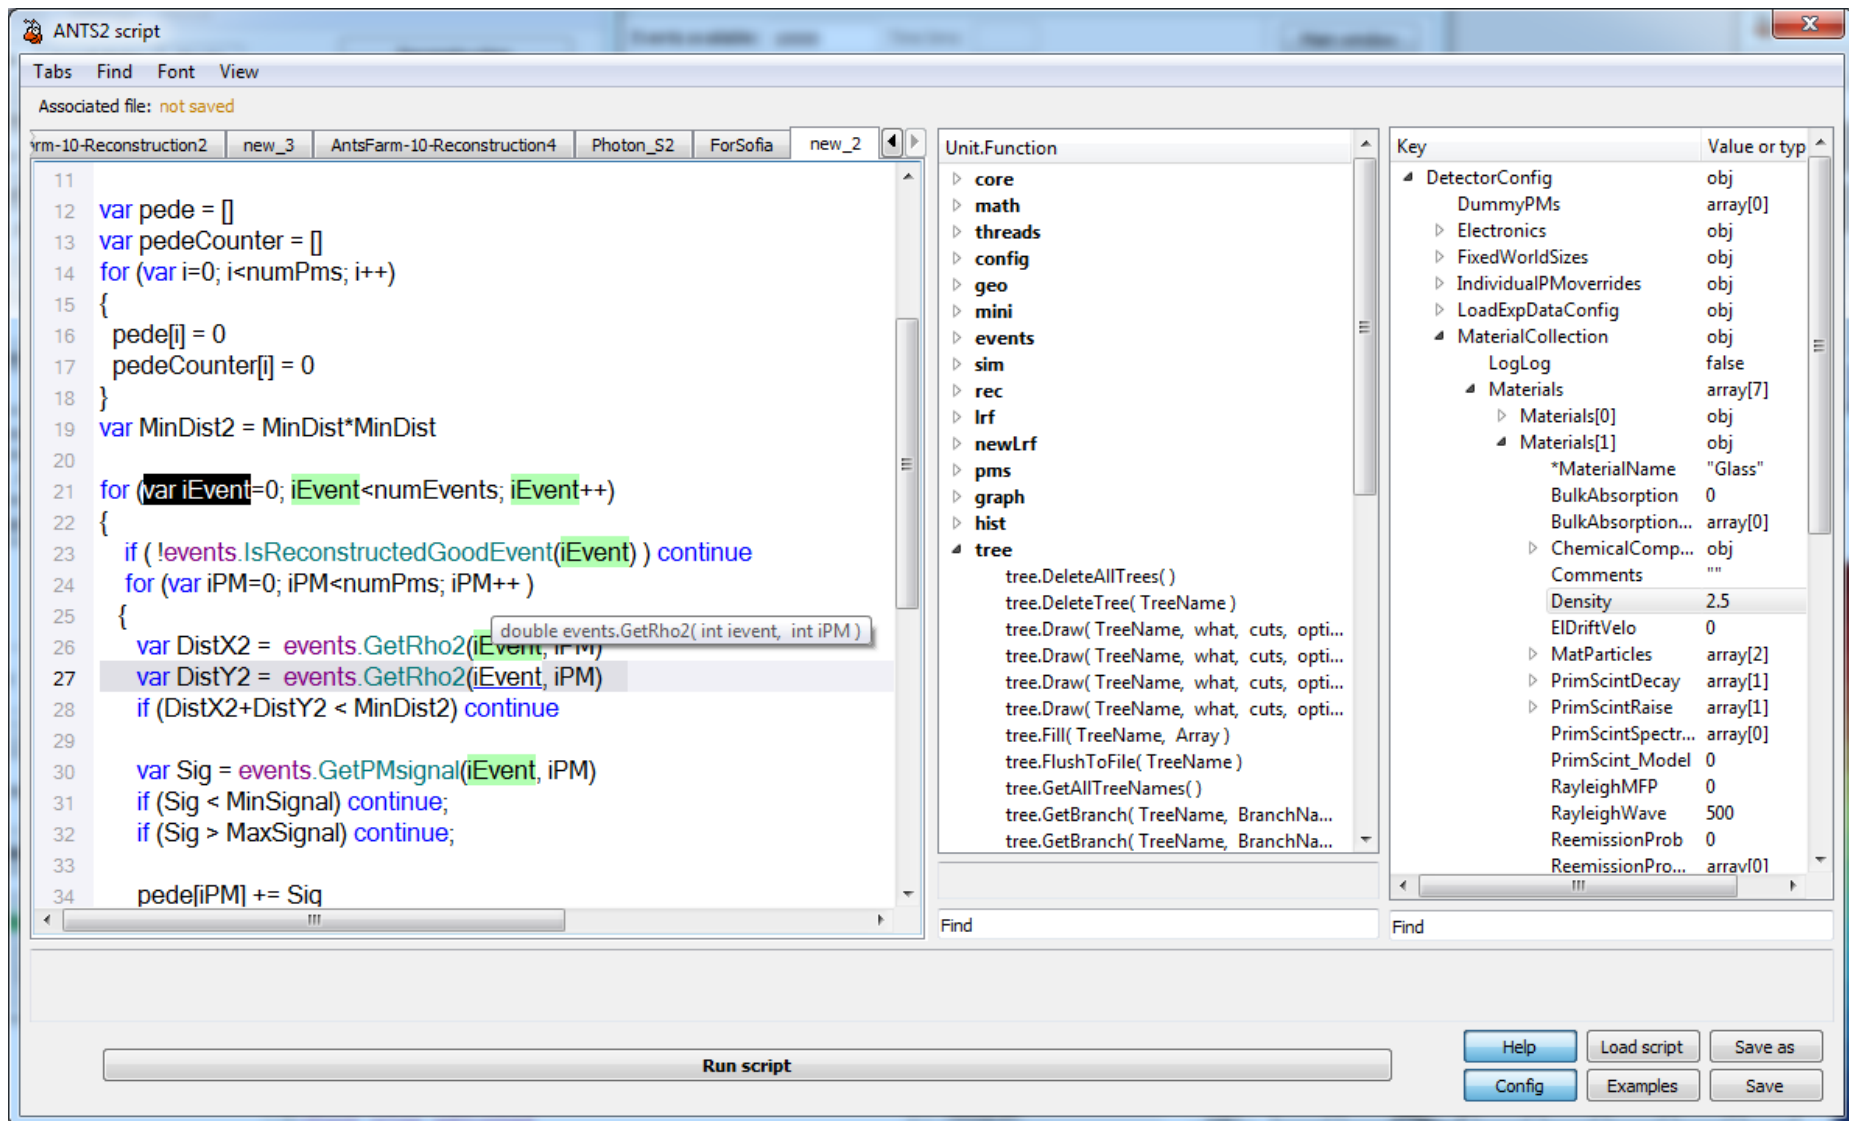 ANTS2 script
Tabs Find Font View
Associated file: not saved
rm-10-Reconstruction2 new_3 AntsFarm-10-Reconstruction4 Photon_S2 ForSofia new_2
11
12 var pede = []
13 var pedeCounter = []
14 for (var i=0; i<numPms; i++)
15 {
16 pede[i] = 0
17 pedeCounter[i] = 0
18 }
19 var MinDist2 = MinDist*MinDist
20
21 for (var iEvent=0; iEvent<numEvents; iEvent++)
22 {
23 if ( !events.IsReconstructedGoodEvent(iEvent) ) continue
24 for (var iPM=0; iPM<numPms; iPM++ )
25 {
double events.GetRho2( int ievent, int iPM )
26 var DistX2 = events.GetRho2(iEvent, iPM)
27 var DistY2 = events.GetRho2(iEvent, iPM)
28 if (DistX2+DistY2 < MinDist2) continue
29
30 var Sig = events.GetPMsignal(iEvent, iPM)
31 if (Sig < MinSignal) continue;
32 if (Sig > MaxSignal) continue;
33
34 pede[iPM] += Sig
Unit.Function
core
math
threads
config
geo
mini
events
sim
rec
lrf
newLrf
pms
graph
hist
tree
tree.DeleteAllTrees( )
tree.DeleteTree( TreeName )
tree.Draw( TreeName, what, cuts, opti...
tree.Draw( TreeName, what, cuts, opti...
tree.Draw( TreeName, what, cuts, opti...
tree.Draw( TreeName, what, cuts, opti...
tree.Fill( TreeName, Array )
tree.FlushToFile( TreeName )
tree.GetAllTreeNames( )
tree.GetBranch( TreeName, BranchNa...
tree.GetBranch( TreeName, BranchNa...
Find
Key Value or typ
DetectorConfig obj
DummyPMs array[0]
Electronics obj
FixedWorldSizes obj
IndividualPMoverrides obj
LoadExpDataConfig obj
MaterialCollection obj
LogLog false
Materials array[7]
Materials[0] obj
Materials[1] obj
*MaterialName "Glass"
BulkAbsorption 0
BulkAbsorption... array[0]
ChemicalComp... obj
Comments ""
Density 2.5
ElDriftVelo 0
MatParticles array[2]
PrimScintDecay array[1]
PrimScintRaise array[1]
PrimScintSpectr... array[0]
PrimScint_Model 0
RayleighMFP 0
RayleighWave 500
ReemissionProb 0
ReemissionPro... array[0]
Find
Run script
Help Load script Save as
Config Examples Save